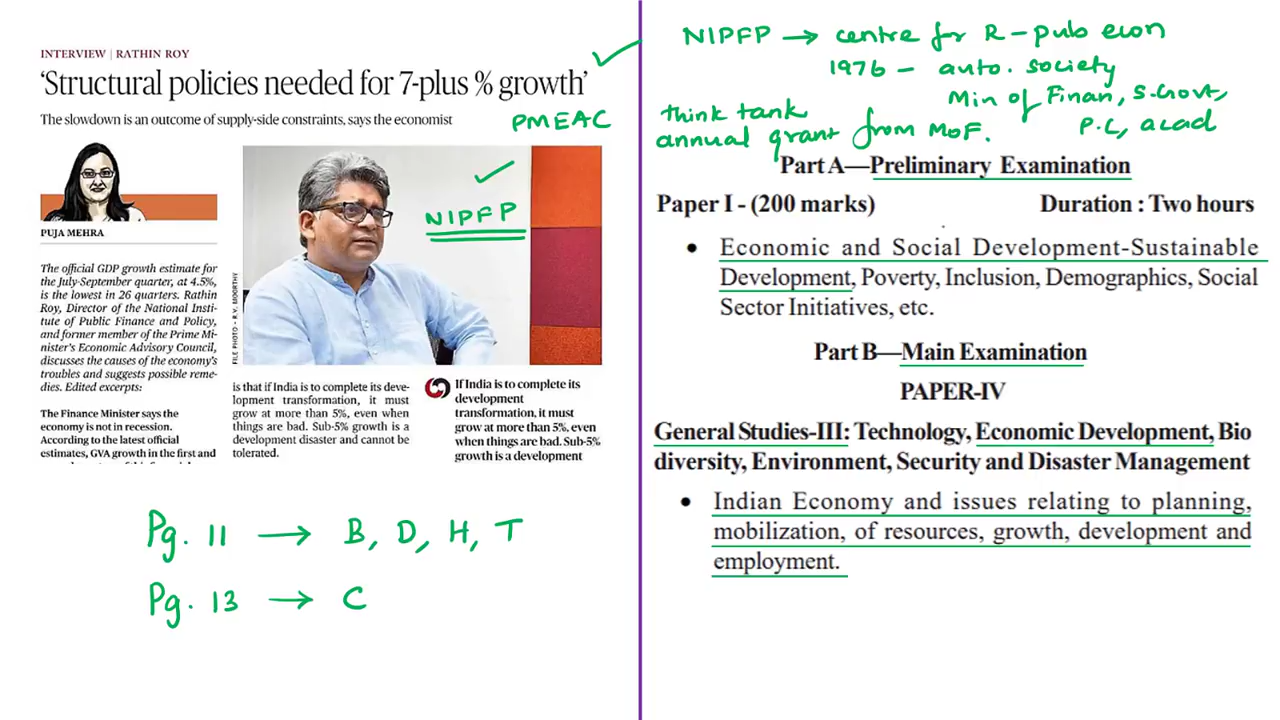 INTERVIEW | RATHIN ROY
‘Structural policies needed for 7-plus % growth’
The slowdown is an outcome of supply-side constraints, says the economist
PMEAC
NIPFP
PUJA MEHRA
The official GDP growth estimate for
the July-September quarter, at 4.5%,
is the lowest in 26 quarters. Rathin
Roy, Director of the National Insti-
tute of Public Finance and Policy,
and former member of the Prime Mi-
nister’s Economic Advisory Council,
discusses the causes of the economy’s
troubles and suggests possible reme-
dies. Edited excerpts:
The Finance Minister says the
economy is not in recession.
According to the latest official
estimates, GVA growth in the first and
FILE PHOTO - R.V. MOORTHY
is that if India is to complete its deve-
lopment transformation, it must
grow at more than 5%, even when
things are bad. Sub-5% growth is a
development disaster and cannot be
tolerated.
If India is to complete its
development
transformation, it must
grow at more than 5%,
even when things are
bad. Sub-5%
growth is a development
Pg. 11 → B, D, H, T
Pg. 13 → C
NIPFP → centre for R - pub econ
1976 - auto. society
Min of Finan, S.Govt,
P.C, acad
think tank
annual grant from MoF.
Part A—Preliminary Examination
Paper I - (200 marks) Duration : Two hours
• Economic and Social Development-Sustainable
Development, Poverty, Inclusion, Demographics, Social
Sector Initiatives, etc.
Part B—Main Examination
PAPER-IV
General Studies-III: Technology, Economic Development, Bio
diversity, Environment, Security and Disaster Management
• Indian Economy and issues relating to planning,
mobilization, of resources, growth, development and
employment.